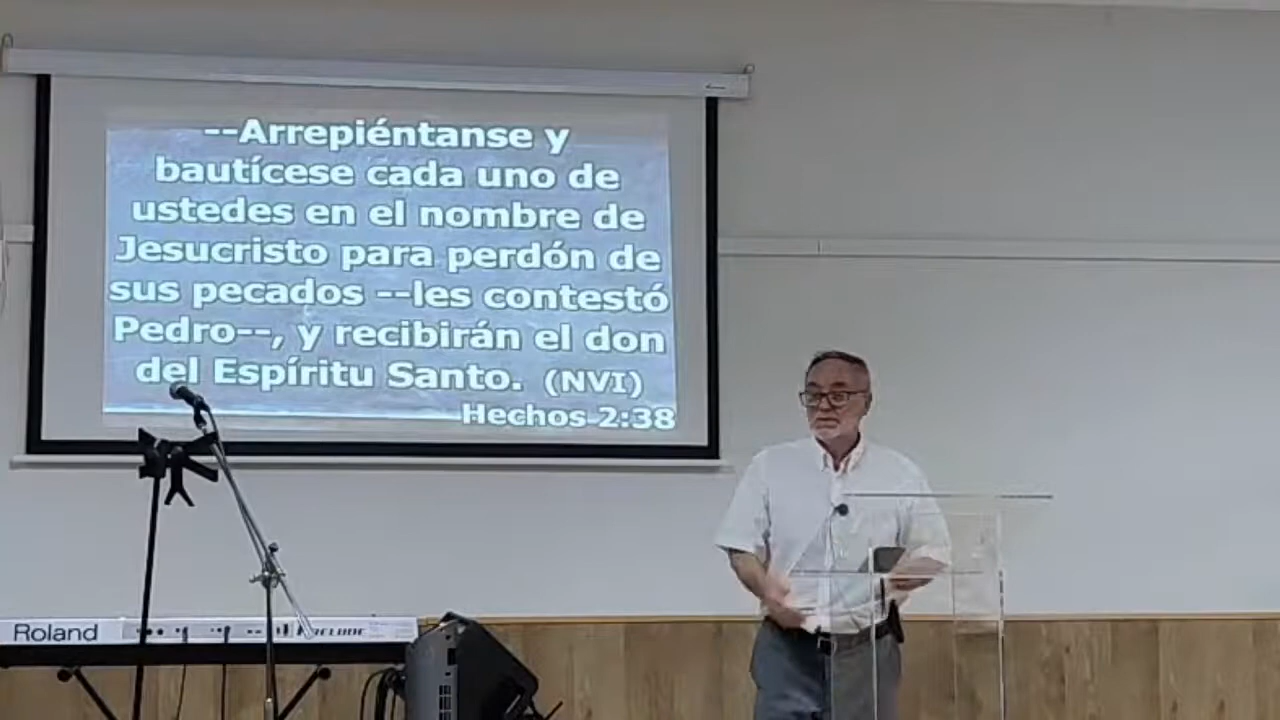 --Arrepiéntanse y
bautícese cada uno de
ustedes en el nombre de
Jesucristo para perdón de
sus pecados --les contestó
Pedro--, y recibirán el don
del Espíritu Santo. (NVI)
Hechos 2:38
Roland
PRELUDE